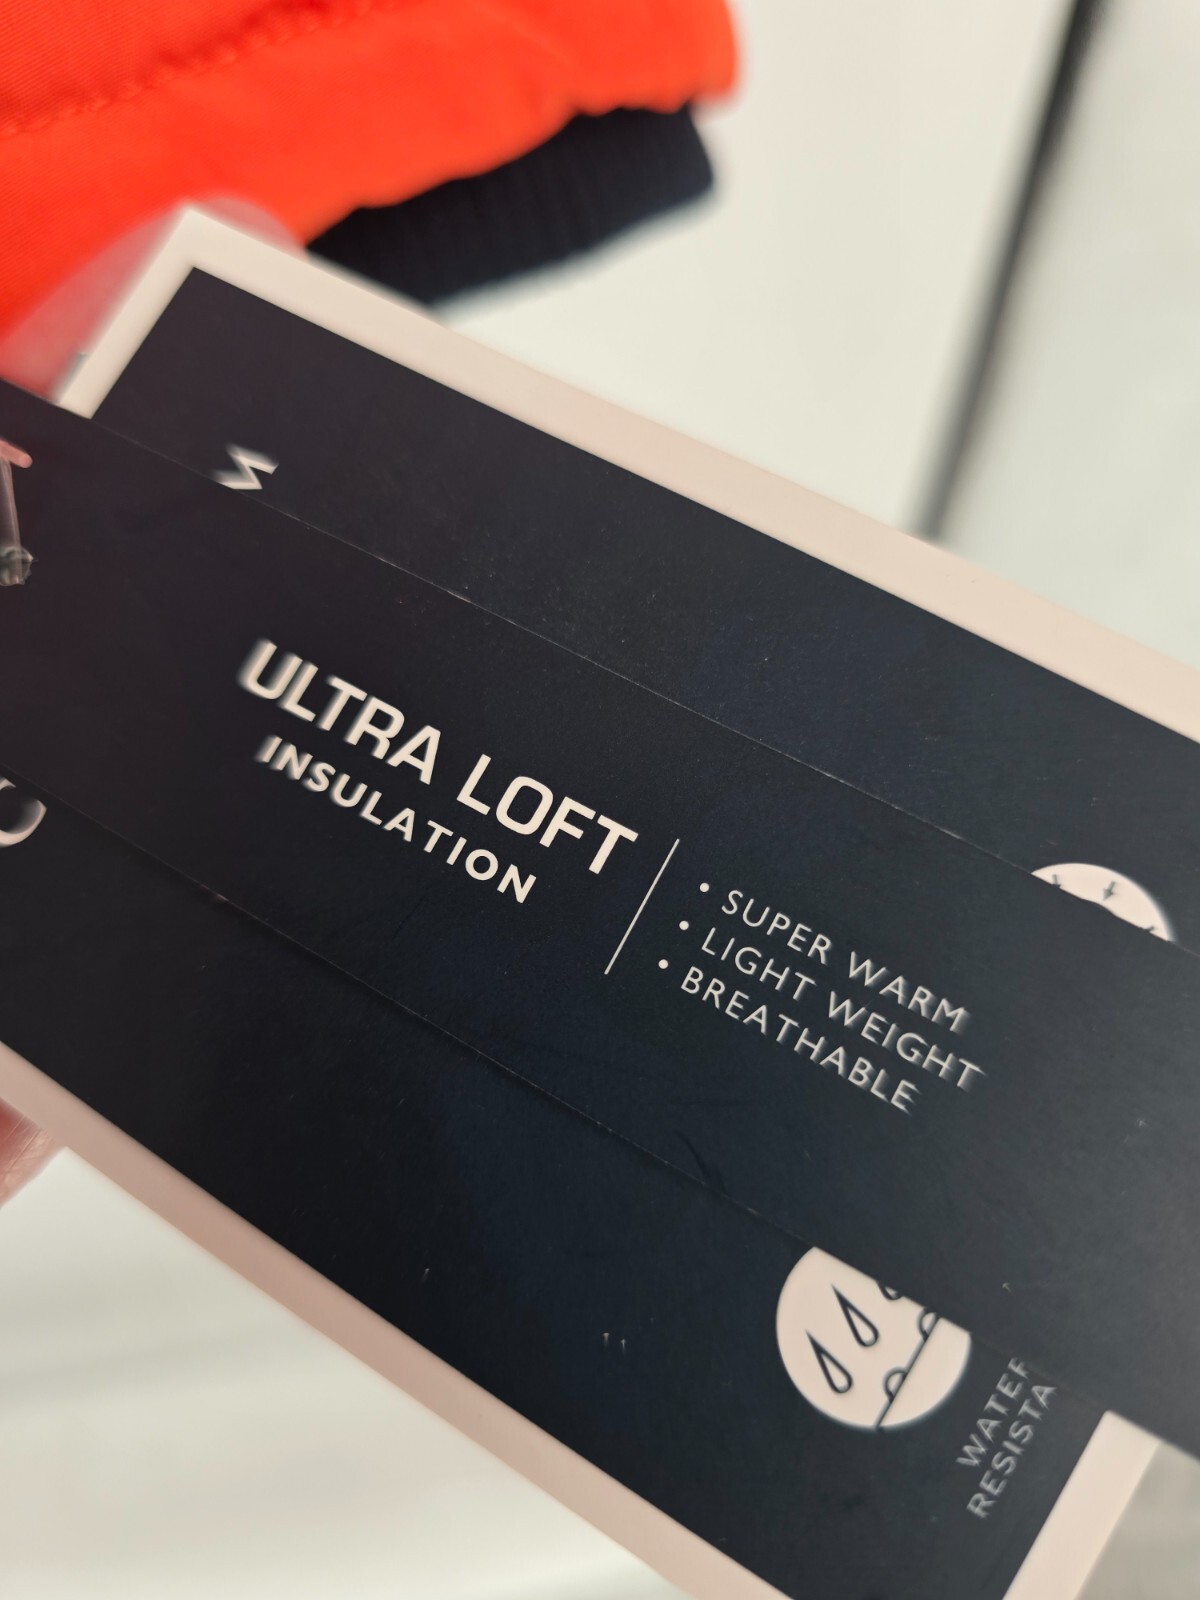 ULTRA LOFT
INSULATION
• SUPER WARM
• LIGHT WEIGHT
• BREATHABLE
WATER
RESISTA